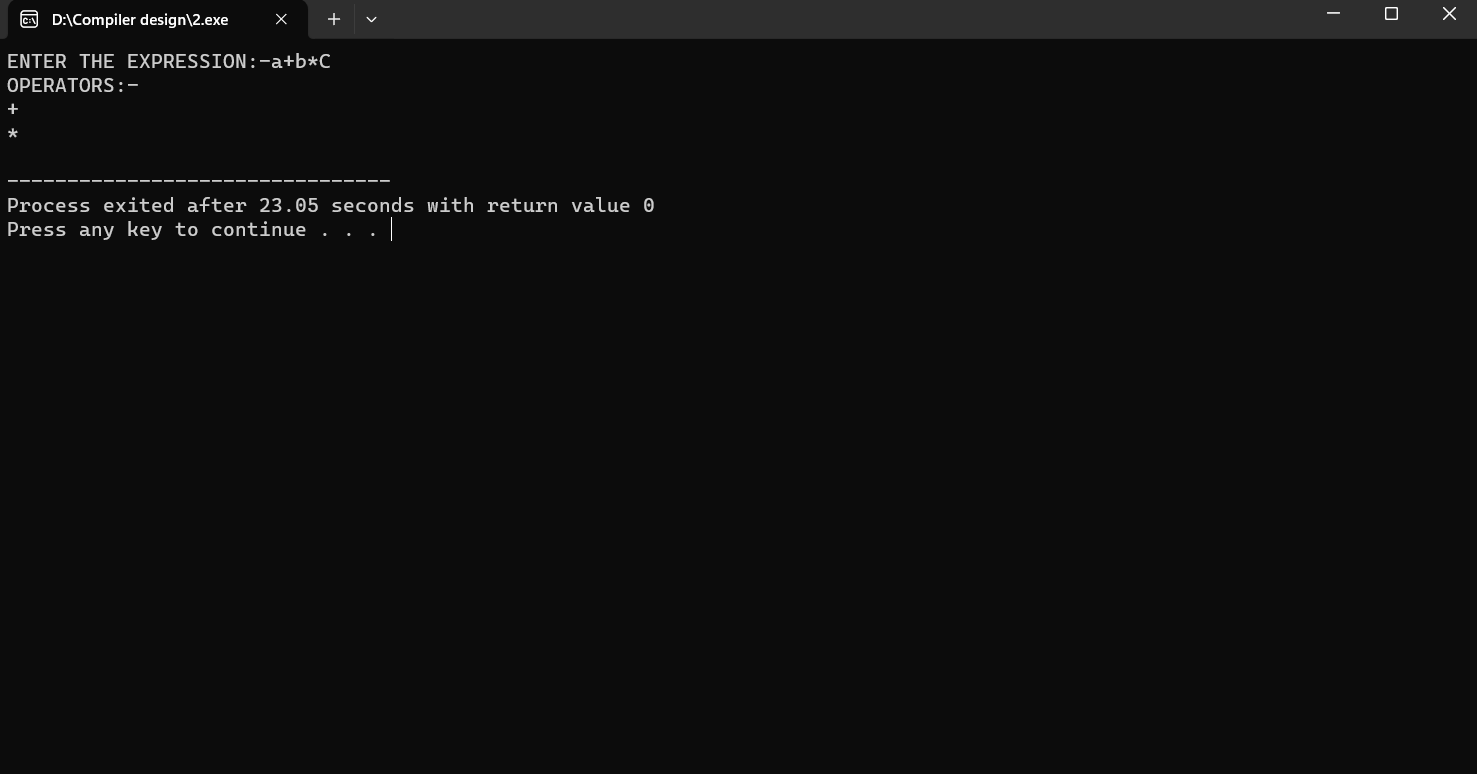 D:\Compiler design\2.exe
ENTER THE EXPRESSION:-a+b*C
OPERATORS:-
+
*
--------------------------------
Process exited after 23.05 seconds with return value 0
Press any key to continue . . .